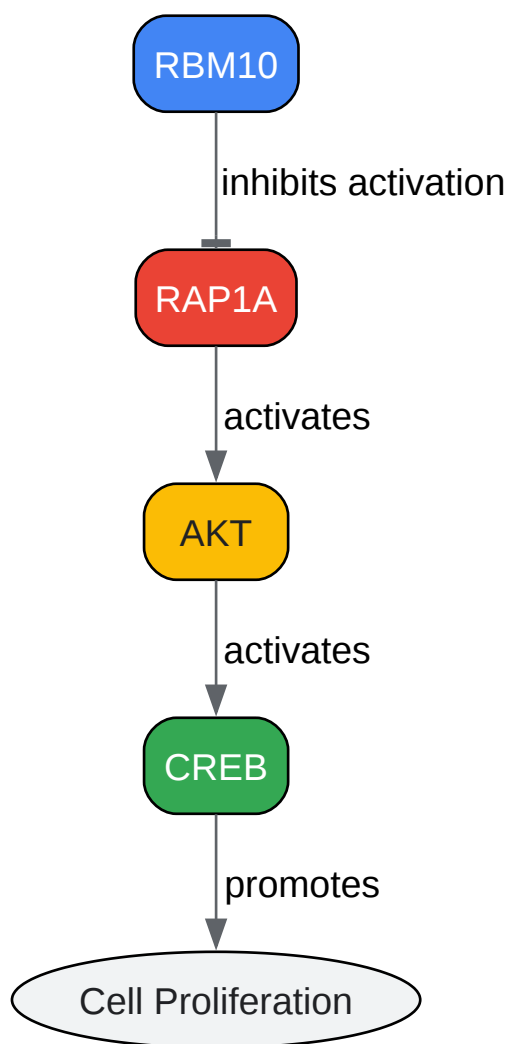 RBM10
inhibits activation
RAP1A
activates
AKT
activates
CREB
promotes
Cell Proliferation